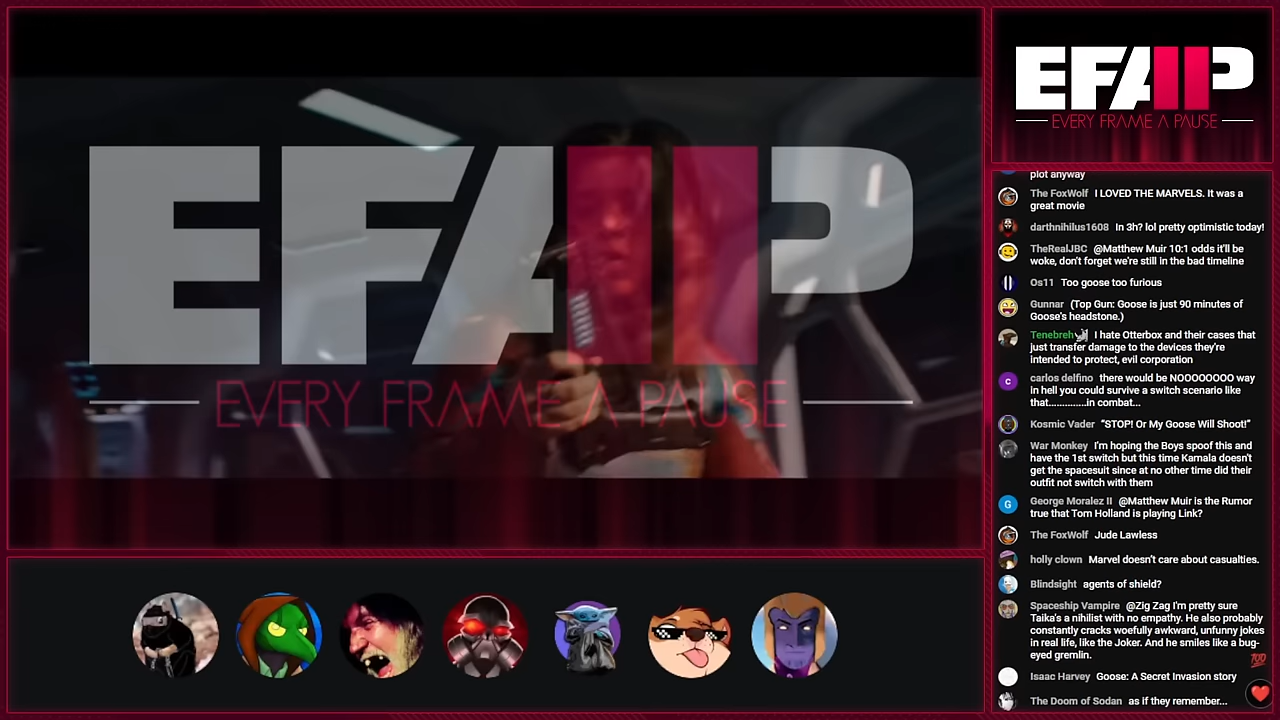 EFAP
EVERY FRAME A PAUSE
EFAP
EVERY FRAME A PAUSE
plot anyway
The FoxWolf I LOVED THE MARVELS. It was a
great movie
darthnihilus1608 In 3h? lol pretty optimistic today!
TheRealJBC @Matthew Muir 10:1 odds it'll be
woke, don't forget we're still in the bad timeline
Os11 Too goose too furious
Gunnar (Top Gun: Goose is just 90 minutes of
Goose's headstone.)
Tenebreh I hate Otterbox and their cases that
just transfer damage to the devices they're
intended to protect, evil corporation
C
carlos delfino there would be NOOOOOOO way
in hell you could survive a switch scenario like
that..............in combat...
Kosmic Vader “STOP! Or My Goose Will Shoot!”
War Monkey I'm hoping the Boys spoof this and
have the 1st switch but this time Kamala doesn't
get the spacesuit since at no other time did their
outfit not switch with them
G
George Moralez II @Matthew Muir Is the Rumor
true that Tom Holland is playing Link?
The FoxWolf Jude Lawless
holly clown Marvel doesn't care about casualties.
Blindsight agents of shield?
Spaceship Vampire @Zig Zag I'm pretty sure
Taika's a nihilist with no empathy. He also probably
constantly cracks woefully awkward, unfunny jokes
in real life, like the Joker. And he smiles like a bug-
eyed gremlin.
100
Isaac Harvey Goose: A Secret Invasion story
The Doom of Sodan as if they remember...